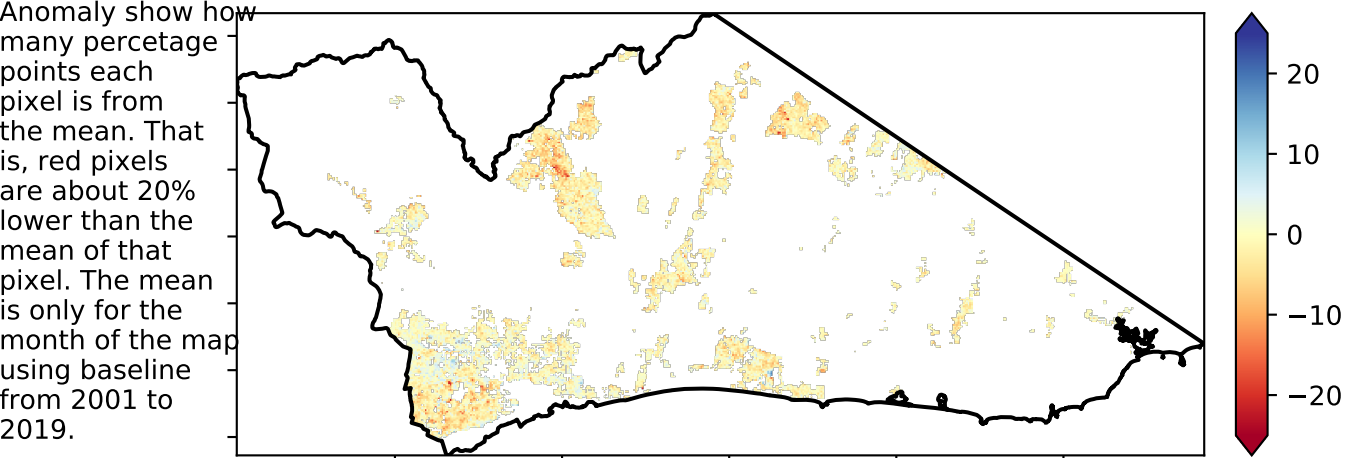 Anomaly show how
many percetage
points each
pixel is from
the mean. That
is, red pixels
are about 20%
lower than the
mean of that
pixel. The mean
is only for the
month of the map
using baseline
from 2001 to
2019.
20
10
0
−10
−20